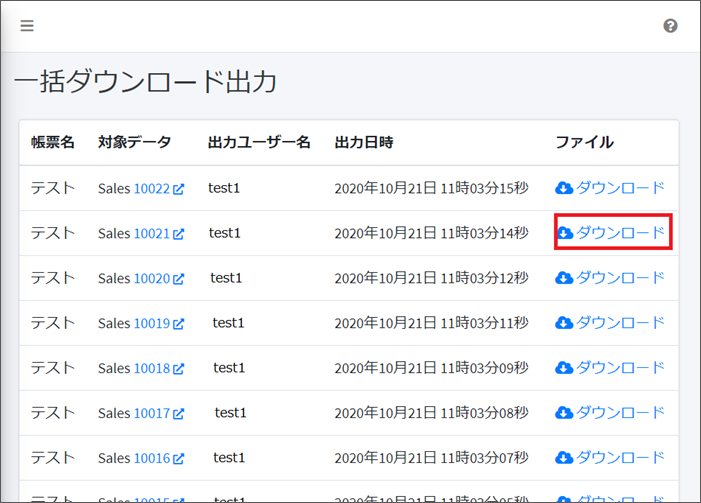 一括ダウンロード出力
帳票名 対象データ 出力ユーザー名 出力日時 ファイル
テスト Sales 10022 test1 2020年10月21日 11時03分15秒 ダウンロード
テスト Sales 10021 test1 2020年10月21日 11時03分14秒 ダウンロード
テスト Sales 10020 test1 2020年10月21日 11時03分12秒 ダウンロード
テスト Sales 10019 test1 2020年10月21日 11時03分11秒 ダウンロード
テスト Sales 10018 test1 2020年10月21日 11時03分09秒 ダウンロード
テスト Sales 10017 test1 2020年10月21日 11時03分08秒 ダウンロード
テスト Sales 10016 test1 2020年10月21日 11時03分07秒 ダウンロード
テスト Sales 10015 test1 2020年10月21日 11時03分05秒 ダウンロード